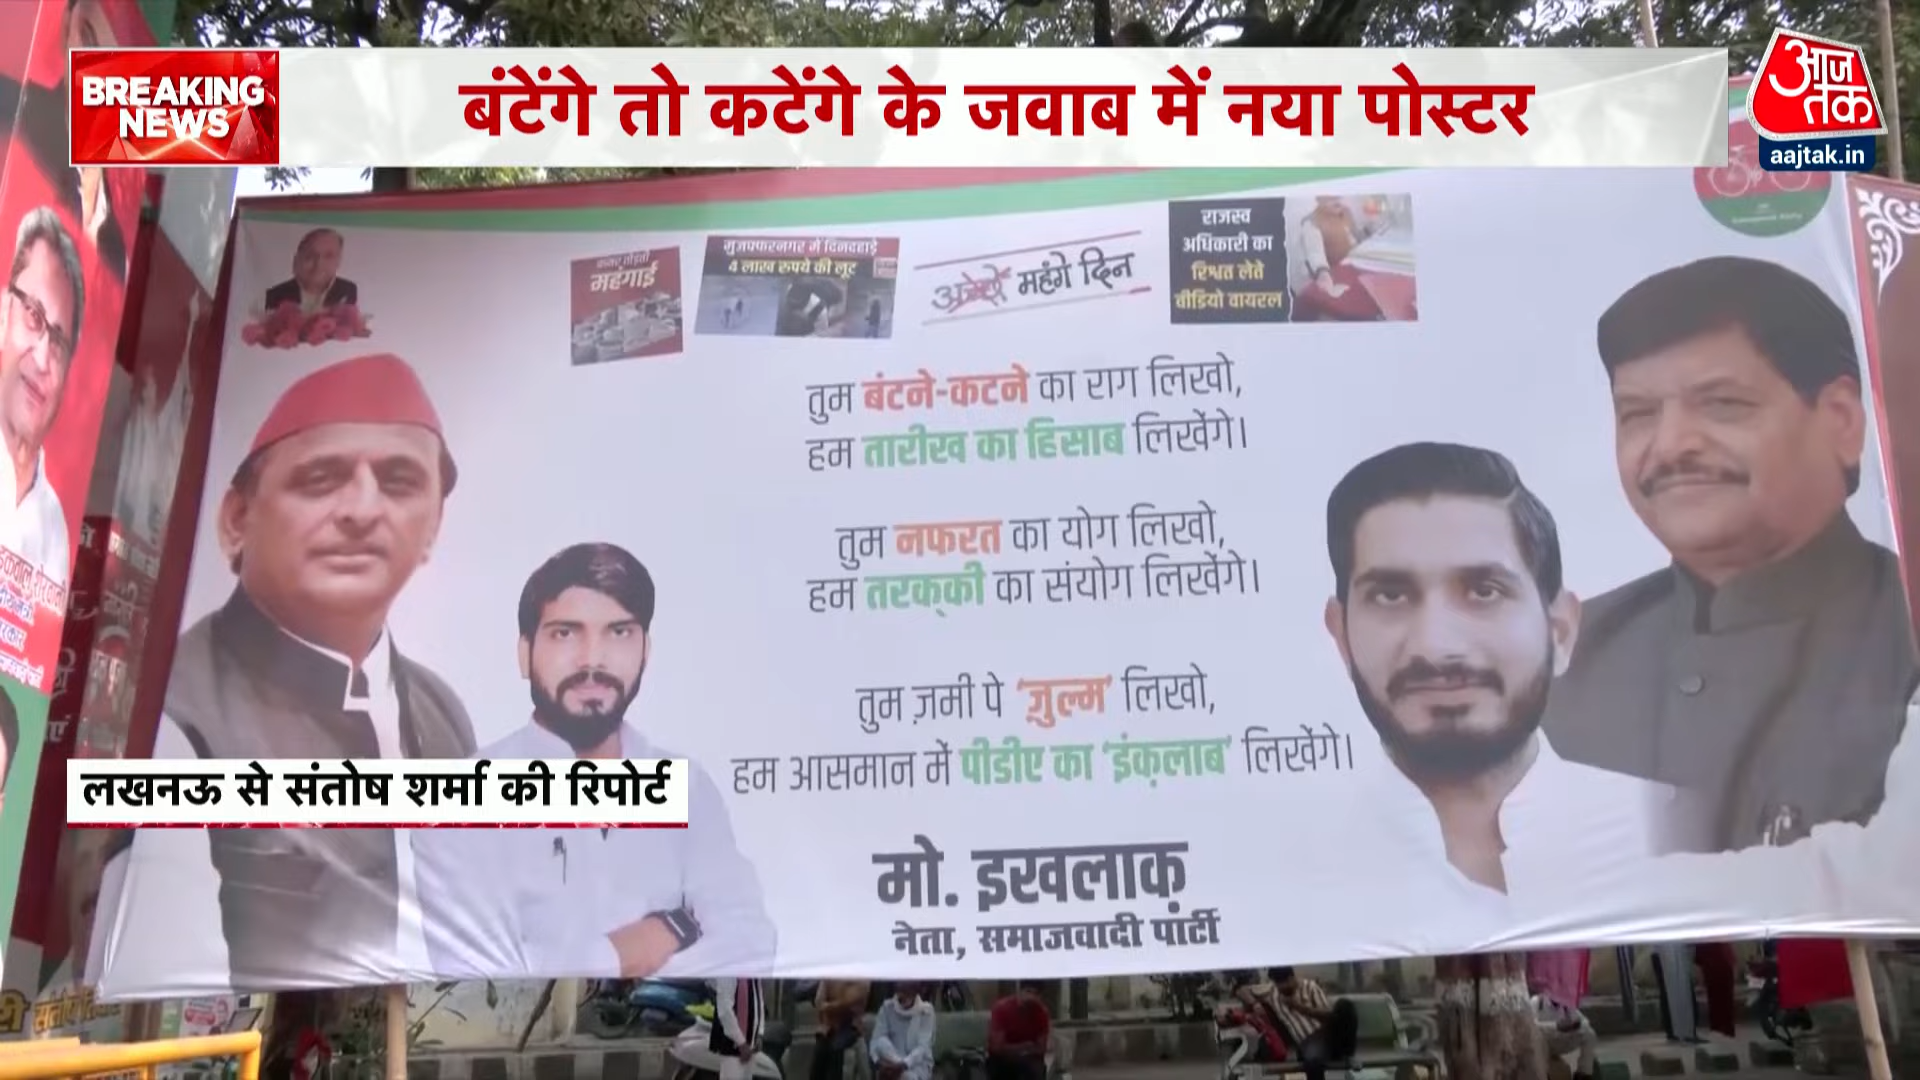 BREAKING
NEWS
बंटेंगे तो कटेंगे के जवाब में नया पोस्टर
आज
तक
aajtak.in
महंगाई
मुजफ्फरनगर में दिनदहाड़े
4 लाख रुपये की लूट
अच्छे महंगे दिन
राजस्व
अधिकारी का
रिश्वत लेते
वीडियो वायरल
तुम बंटने-कटने का राग लिखो,
हम तारीख का हिसाब लिखेंगे।
तुम नफरत का योग लिखो,
हम तरक्की का संयोग लिखेंगे।
तुम ज़मी पे 'ज़ुल्म' लिखो,
हम आसमान में पीडीए का 'इंक़लाब' लिखेंगे।
लखनऊ से संतोष शर्मा की रिपोर्ट
मो. इखलाक़
नेता, समाजवादी पार्टी